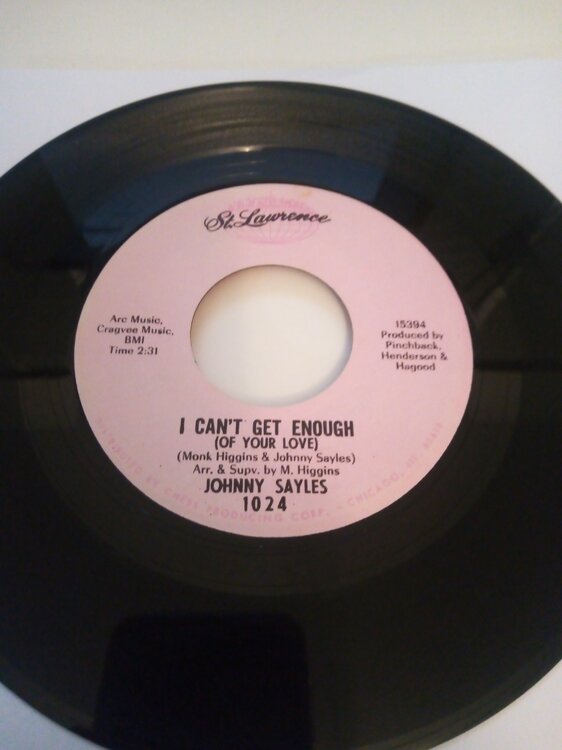 St. Lawrence
Arc Music,
Cragvee Music,
BMI
Time 2:31
15394
Produced by
Pinchback,
Henderson &
Hagood
I CAN'T GET ENOUGH
(OF YOUR LOVE)
(Monk Higgins & Johnny Sayles)
Arr. & Supv. by M. Higgins
JOHNNY SAYLES
1024
DISTRIBUTED BY CHESS PRODUCING CORP. • CHICAGO, ILL.